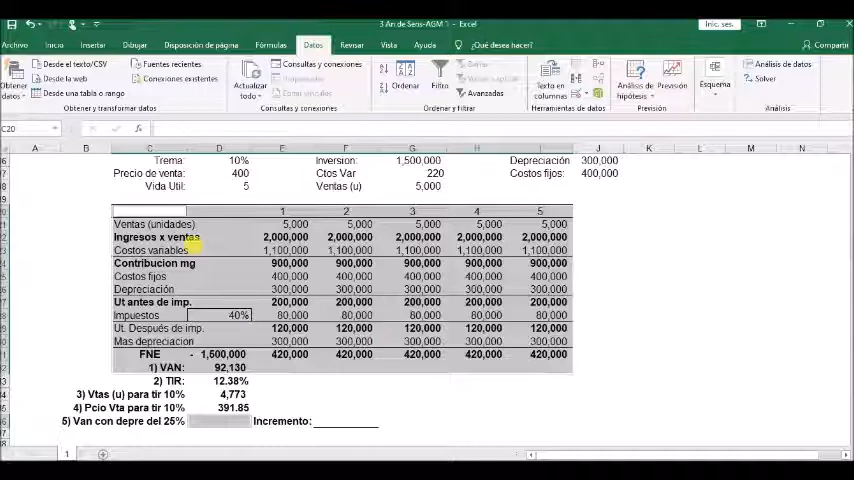 3 An de Sens-AGM 1 - Excel
Inic. ses.
Archivo Inicio Insertar Dibujar Disposición de página Fórmulas Datos Revisar Vista Ayuda ¿Qué desea hacer? Compartir
Desde el texto/CSV Fuentes recientes Consultas y conexiones Borrar Análisis de datos
Obtener datos Desde la web Conexiones existentes Actualizar todo Propiedades Ordenar Filtro Volver a aplicar Texto en columnas Análisis de hipótesis Previsión Esquema Solver
Desde una tabla o rango Editar vínculos Avanzadas
Obtener y transformar datos Consultas y conexiones Ordenar y filtrar Herramientas de datos Previsión Análisis
C20 fx
A B C D E F G H I J K L M N
Trema: 10% Inversion: 1,500,000 Depreciación 300,000
Precio de venta: 400 Ctos Var 220 Costos fijos: 400,000
Vida Util: 5 Ventas (u) 5,000
1 2 3 4 5
Ventas (unidades) 5,000 5,000 5,000 5,000 5,000
Ingresos x ventas 2,000,000 2,000,000 2,000,000 2,000,000 2,000,000
Costos variables 1,100,000 1,100,000 1,100,000 1,100,000 1,100,000
Contribucion mg 900,000 900,000 900,000 900,000 900,000
Costos fijos 400,000 400,000 400,000 400,000 400,000
Depreciación 300,000 300,000 300,000 300,000 300,000
Ut antes de imp. 200,000 200,000 200,000 200,000 200,000
Impuestos 40% 80,000 80,000 80,000 80,000 80,000
Ut. Después de imp. 120,000 120,000 120,000 120,000 120,000
Mas depreciacion 300,000 300,000 300,000 300,000 300,000
FNE - 1,500,000 420,000 420,000 420,000 420,000 420,000
1) VAN: 92,130
2) TIR: 12.38%
3) Vtas (u) para tir 10% 4,773
4) Pcio Vta para tir 10% 391.85
5) Van con depre del 25% Incremento:
1